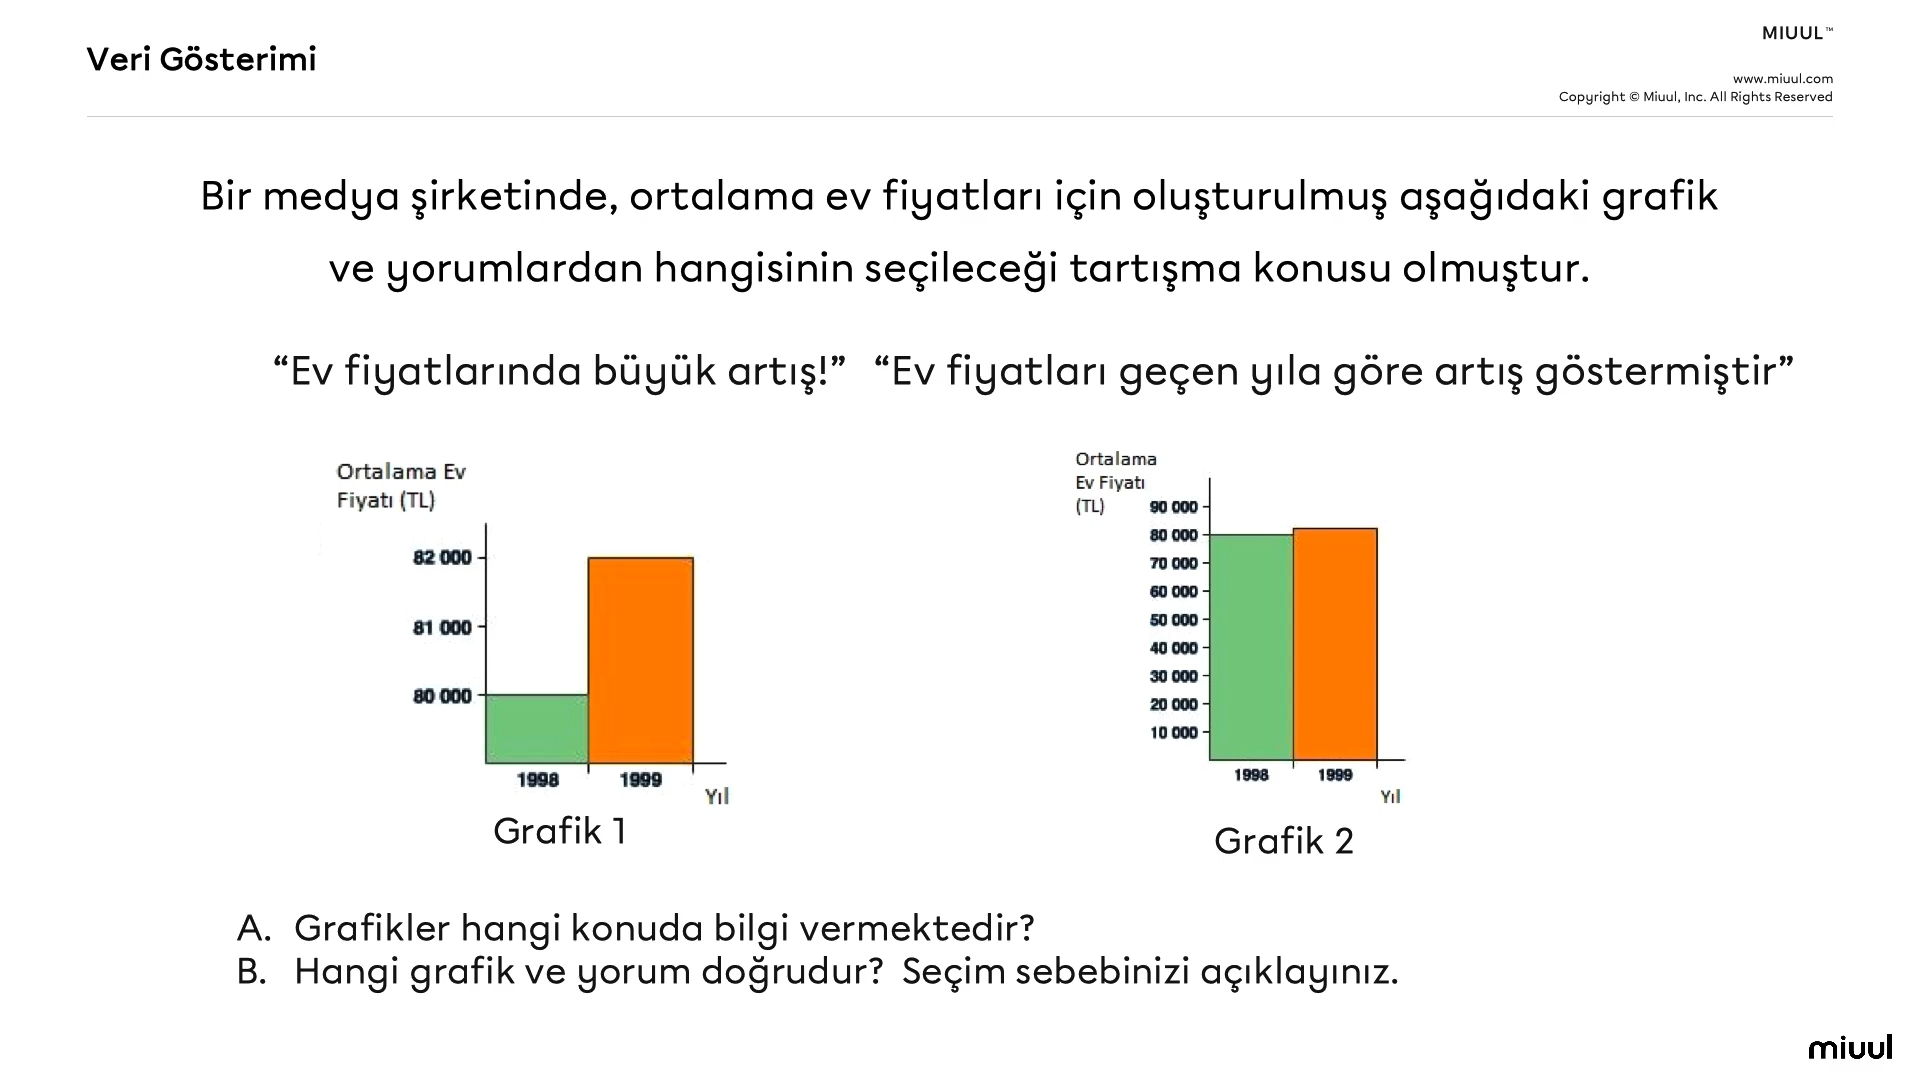 Veri Gösterimi
MIUUL™
www.miuul.com
Copyright © Miuul, Inc. All Rights Reserved
Bir medya şirketinde, ortalama ev fiyatları için oluşturulmuş aşağıdaki grafik
ve yorumlardan hangisinin seçileceği tartışma konusu olmuştur.
“Ev fiyatlarında büyük artış!” “Ev fiyatları geçen yıla göre artış göstermiştir”
Ortalama Ev
Fiyatı (TL)
82 000
81 000
80 000
1998 1999
Yıl
Grafik 1
Ortalama
Ev Fiyatı
(TL)
90 000
80 000
70 000
60 000
50 000
40 000
30 000
20 000
10 000
1998 1999
Yıl
Grafik 2
A. Grafikler hangi konuda bilgi vermektedir?
B. Hangi grafik ve yorum doğrudur? Seçim sebebinizi açıklayınız.
miuul